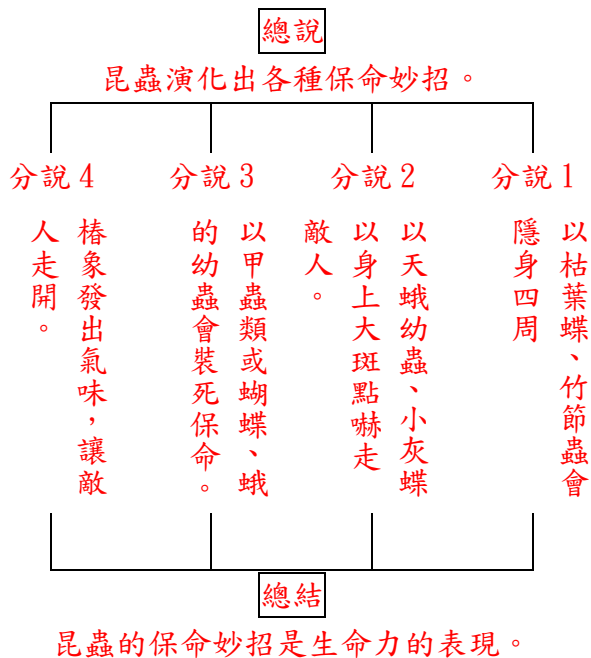 總說
昆蟲演化出各種保命妙招。
分說1
以枯葉蝶、竹節蟲會
隱身四周
分說2
以天蛾幼蟲、小灰蝶
以身上大斑點嚇走
敵人。
分說3
以甲蟲類或蝴蝶、蛾
的幼蟲會裝死保命。
分說4
椿象發出氣味，讓敵
人走開。
總結
昆蟲的保命妙招是生命力的表現。